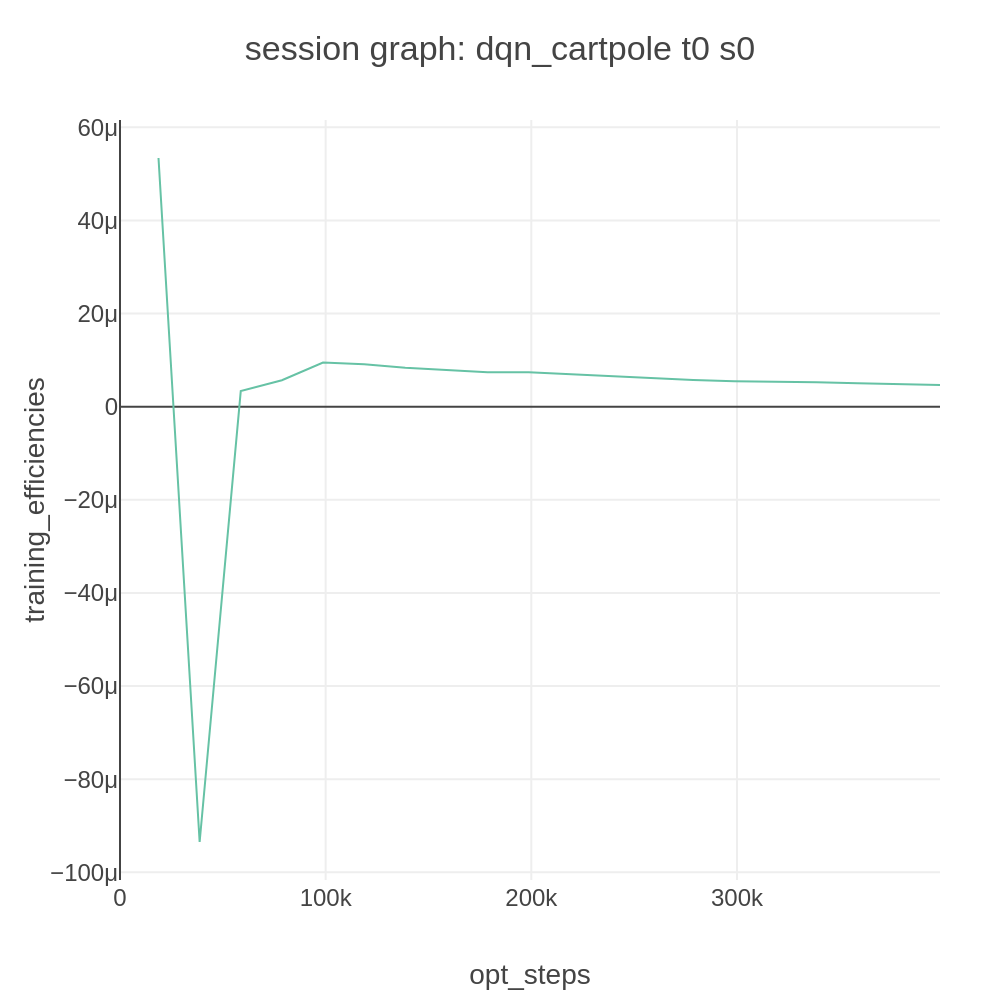 session graph: dqn_cartpole t0 s0
60μ
40μ
20μ
0
−20μ
−40μ
−60μ
−80μ
−100μ
training_efficiencies
0
100k
200k
300k
opt_steps